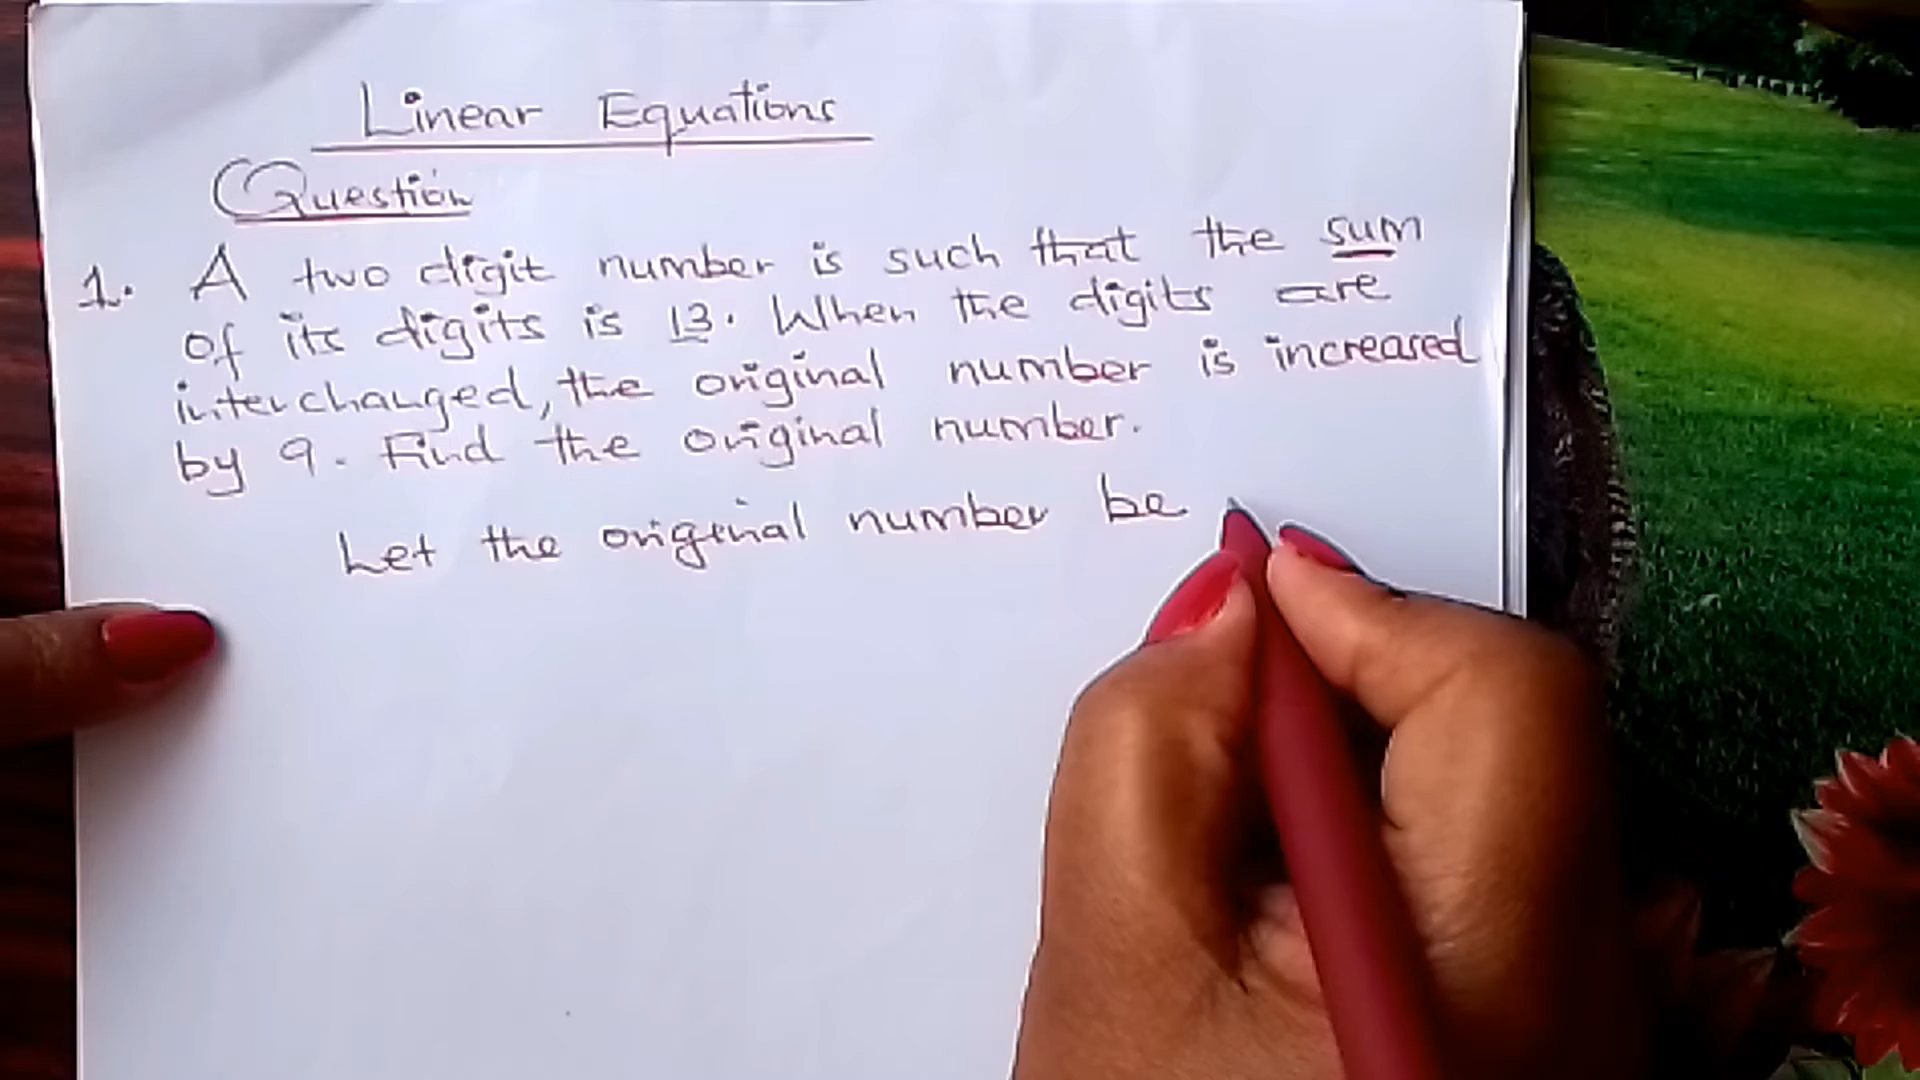 Linear Equations
Question
1. A two digit number is such that the sum
of its digits is 13. When the digits are
interchanged, the original number is increased
by 9. Find the original number.
Let the original number be